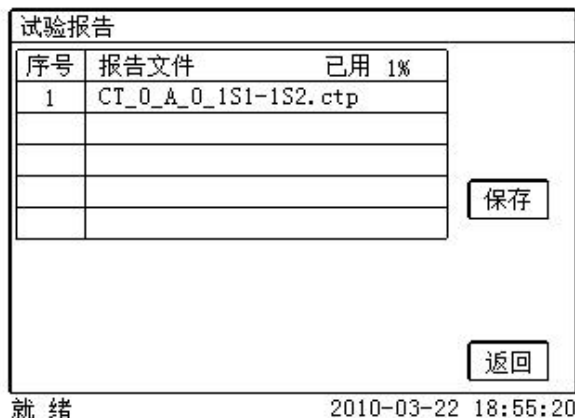 试验报告
序号 报告文件 已用 1%
1 CT_0_A_0_1S1-1S2.ctp
保存
返回
就 绪 2010-03-22 18:55:20